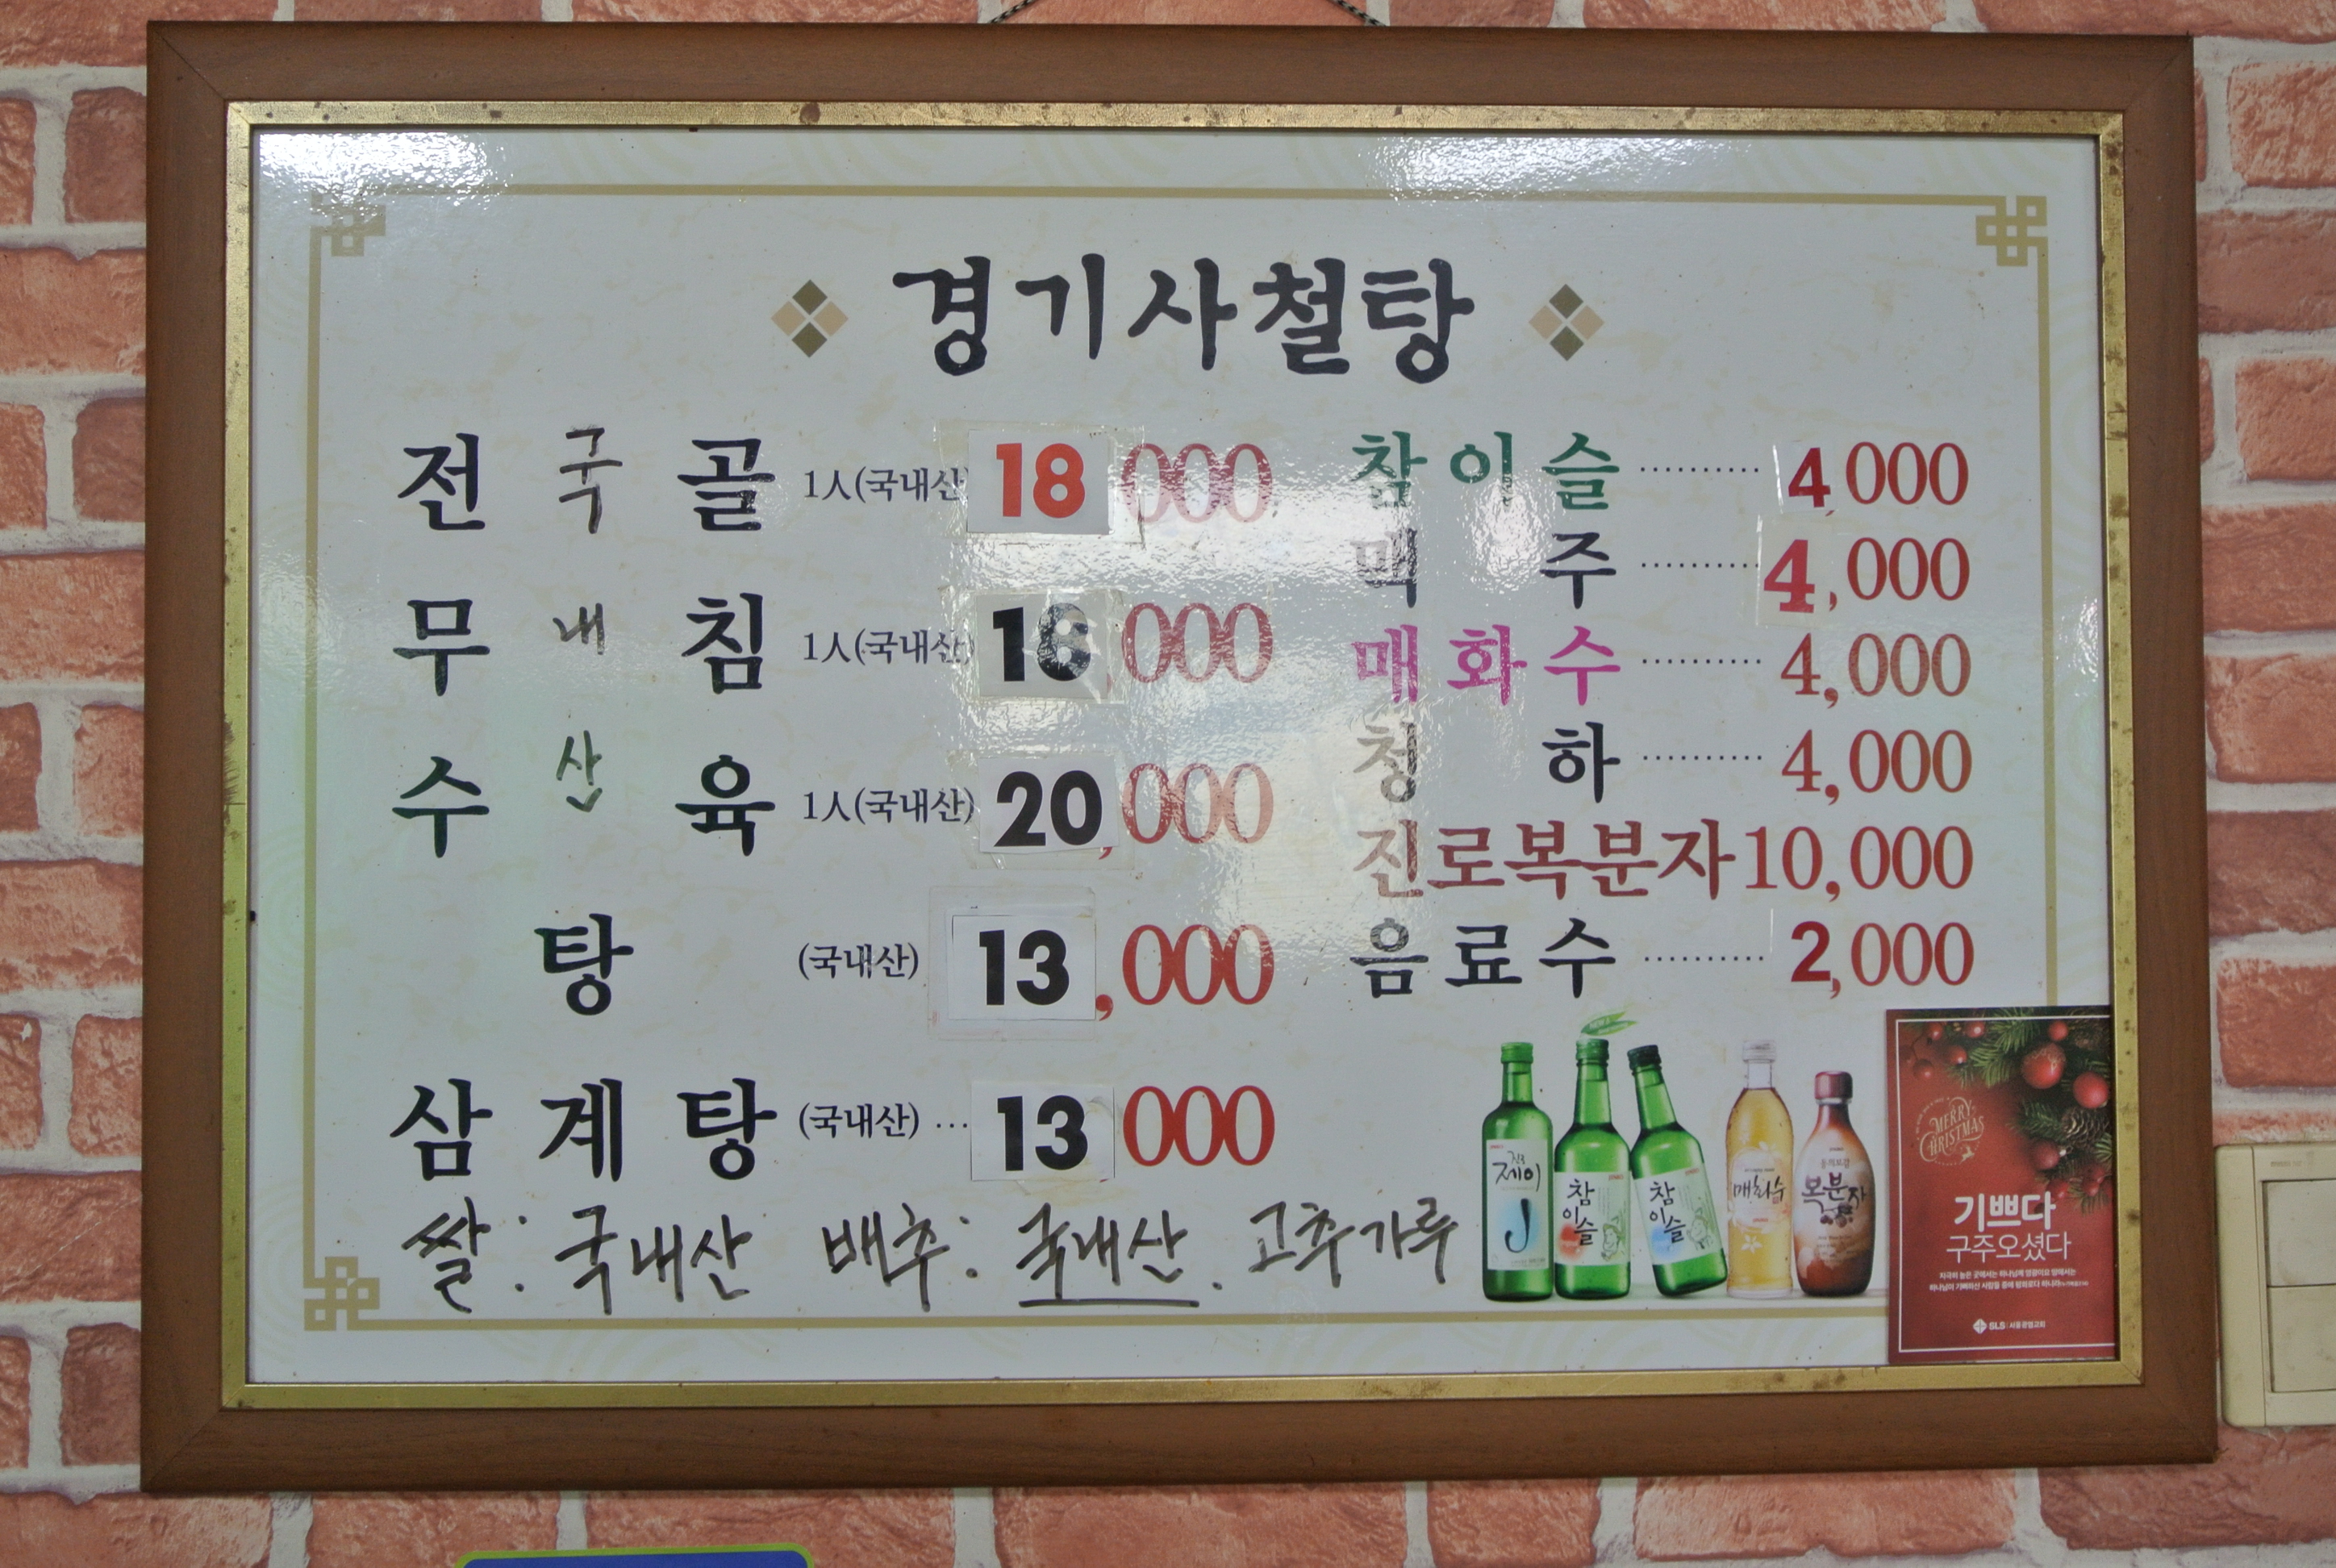 경기사철탕
전 골 1人(국내산 18,000
무 침 1人(국내산) 18,000
수 육 1人(국내산) 20,000
국
내
산
탕 (국내산) 13,000
삼계탕 (국내산) ... 13 000
쌀: 국내산 배추: 국내산. 고추가루
참이슬 ············ 4,000
맥 주 ············ 4,000
매화수 ············ 4,000
청 하 ············ 4,000
진로복분자 10,000
음료수 ············ 2,000
제이
J
참이슬
참이슬
매화수
복분자
MERRY
CHRISTMAS
기쁘다
구주오셨다
SLS